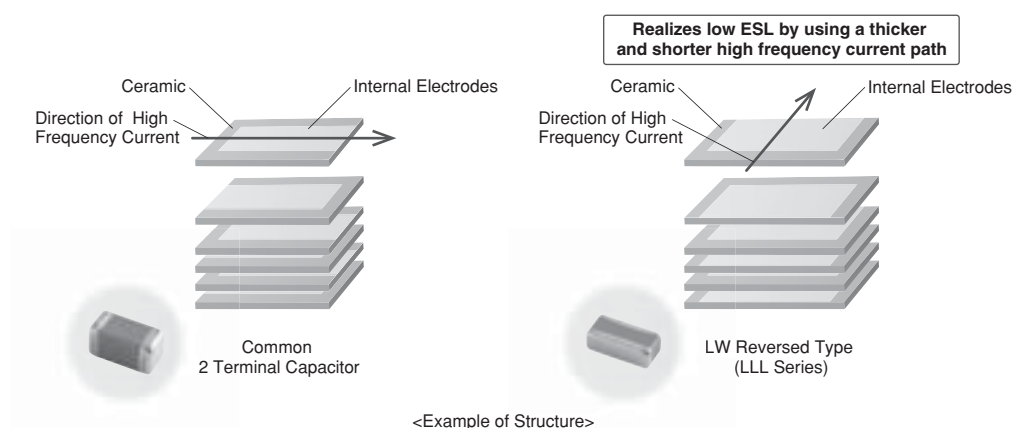 Realizes low ESL by using a thicker
and shorter high frequency current path
Ceramic
Internal Electrodes
Direction of High
Frequency Current
Common
2 Terminal Capacitor
Ceramic
Internal Electrodes
Direction of High
Frequency Current
LW Reversed Type
(LLL Series)
<Example of Structure>